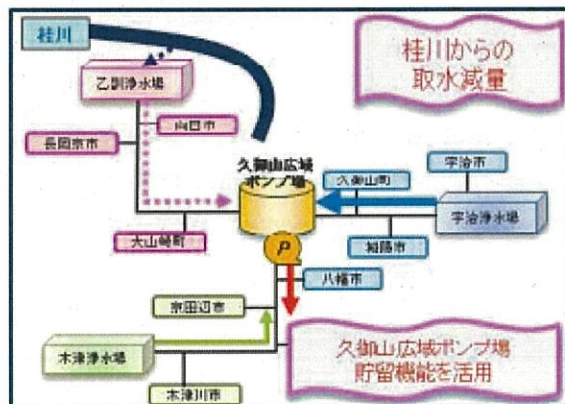 桂川
桂川からの
取水減量
乙訓浄水場
向日市
長岡京市
久御山広域
ポンプ場
久御山町
宇治市
大山崎町
宇治浄水場
城陽市
P
八幡市
京田辺市
木津浄水場
久御山広域ポンプ場
貯留機能を活用
木津川市